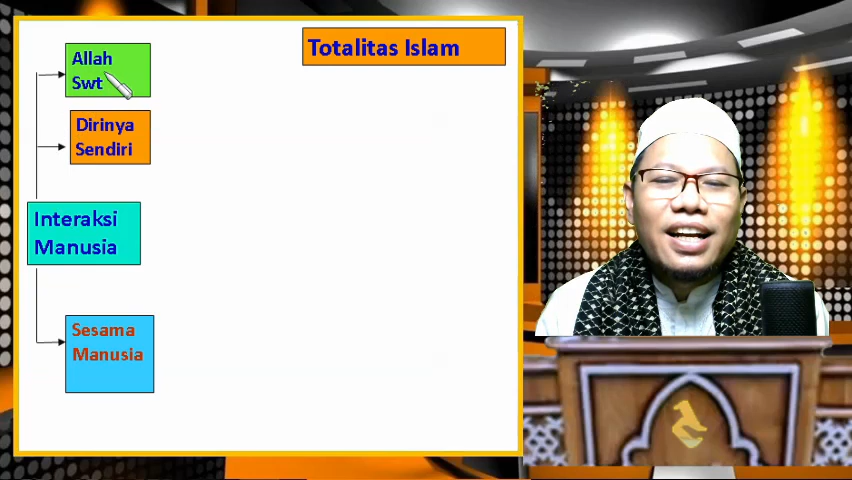 Totalitas Islam
Allah
Swt
Dirinya
Sendiri
Interaksi
Manusia
Sesama
Manusia